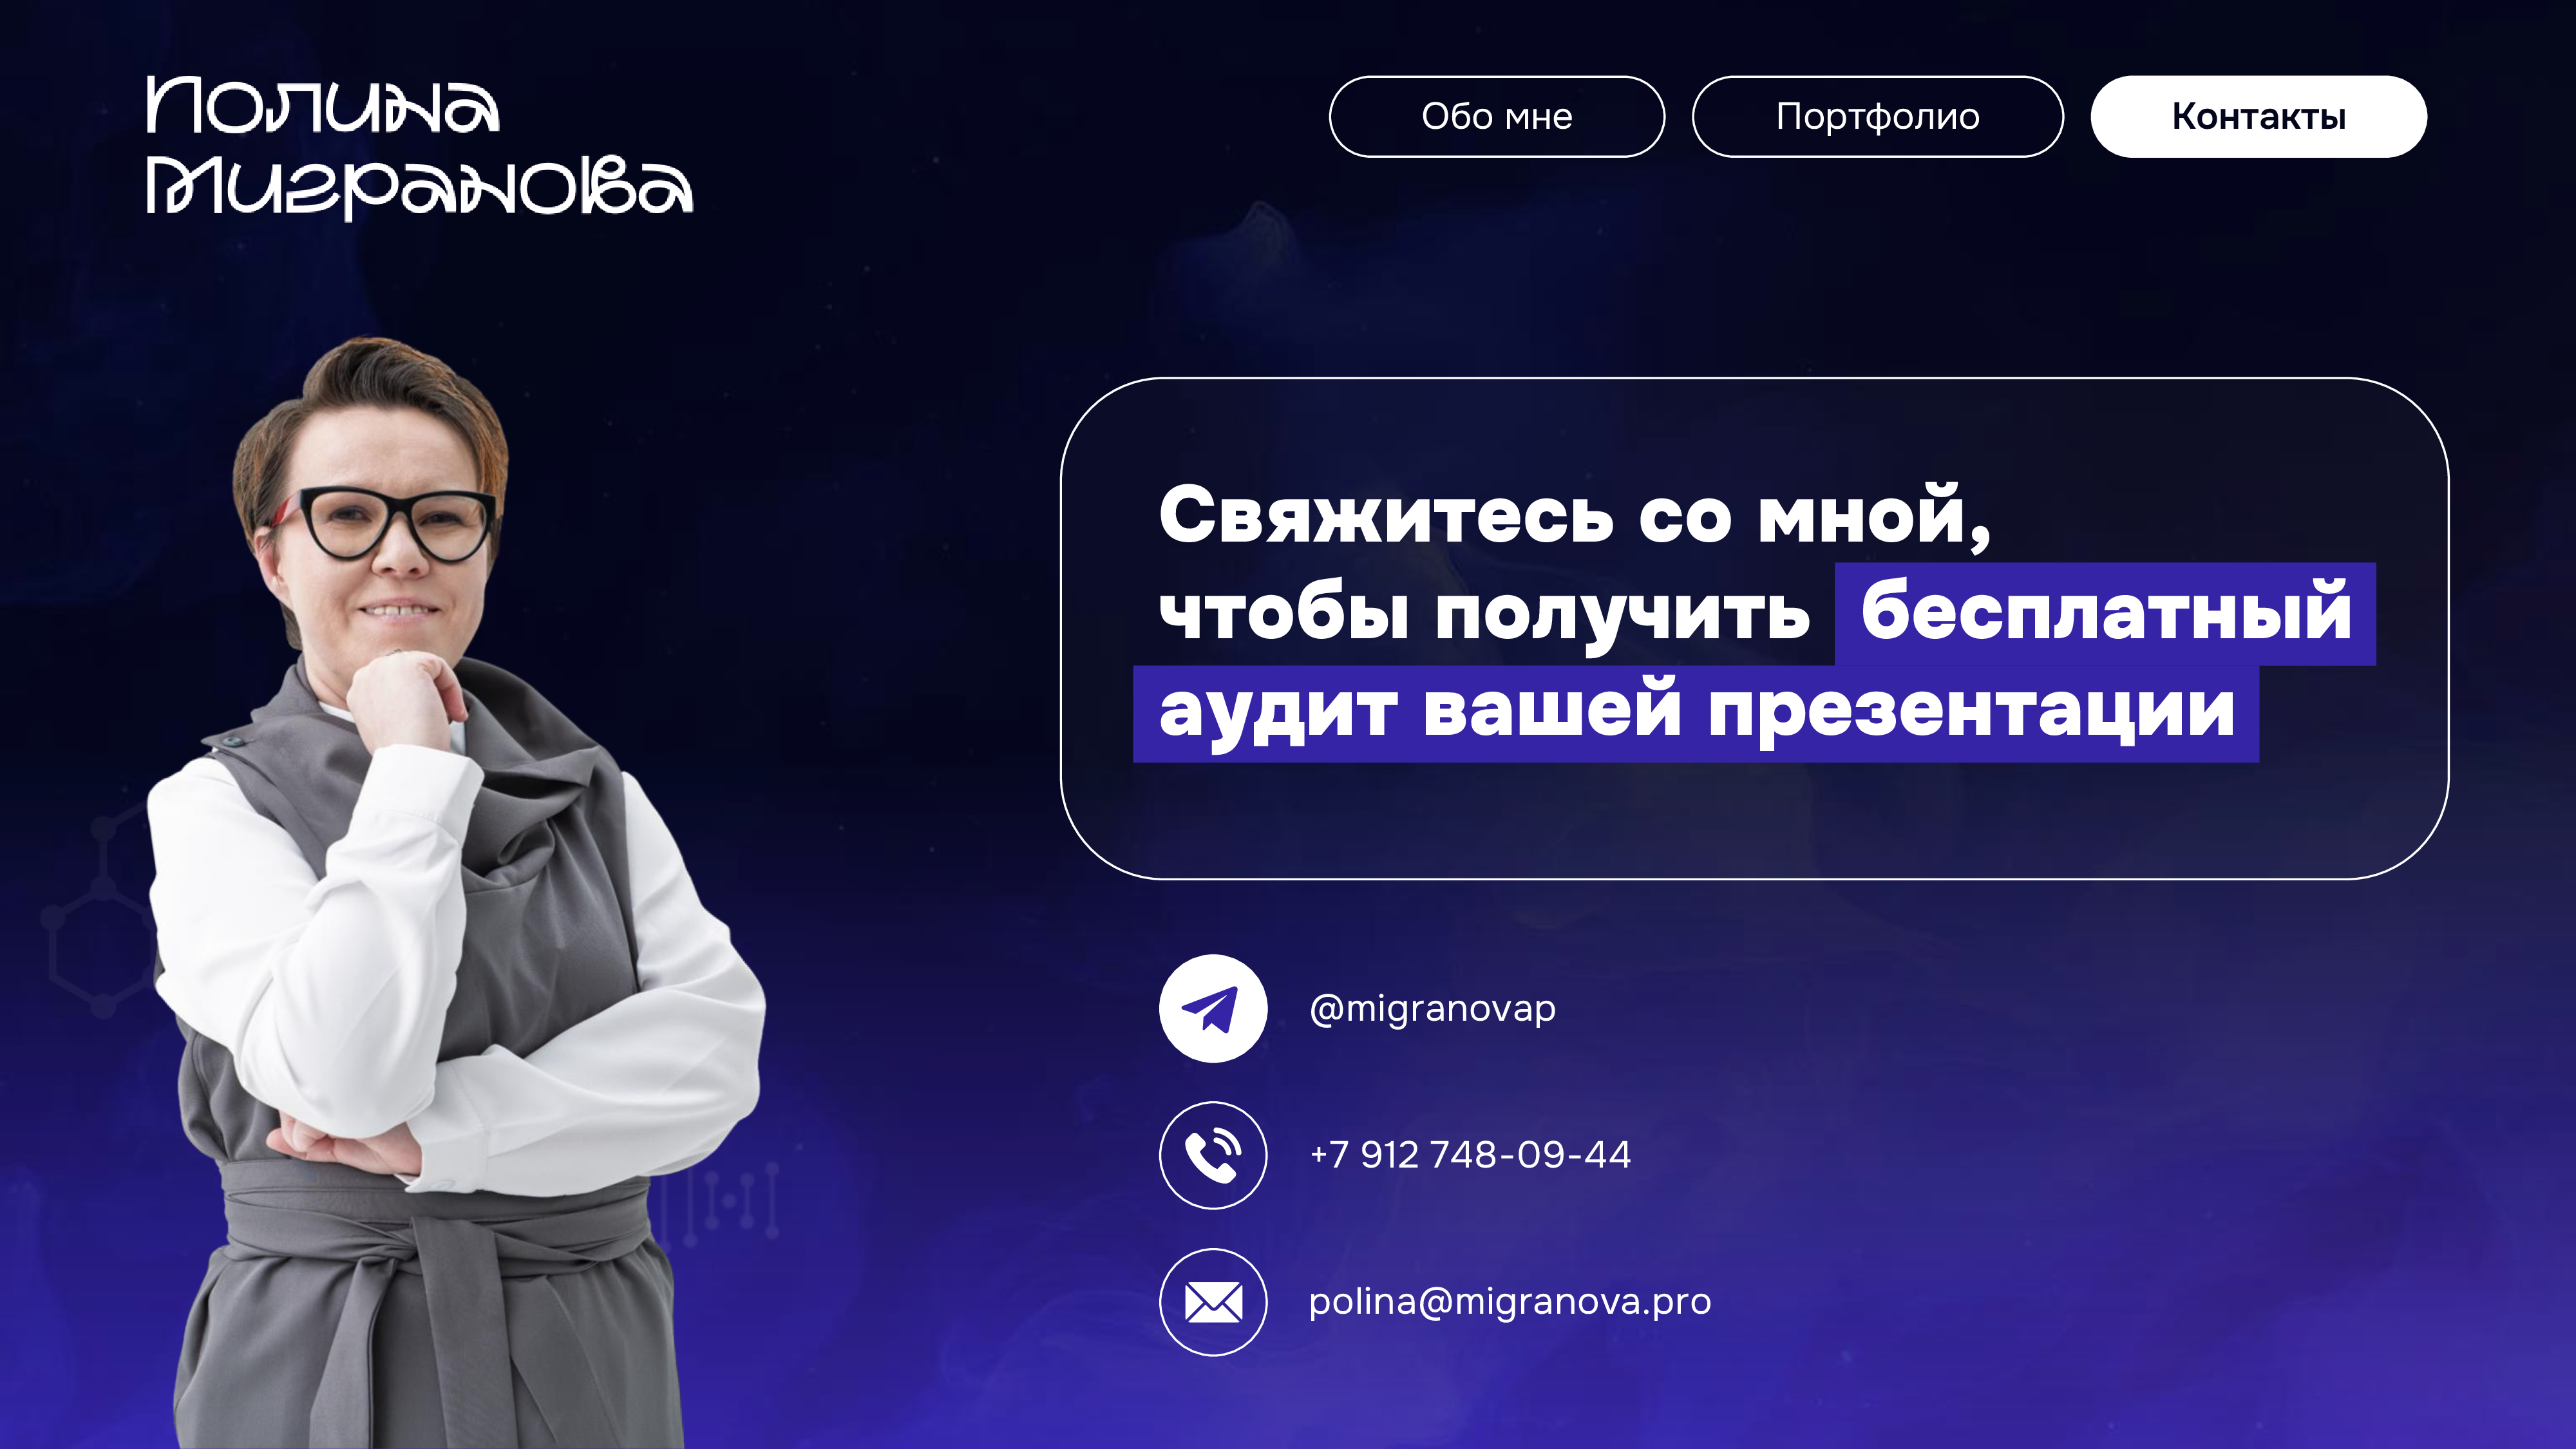 Полина
Мигранова
Обо мне
Портфолио
Контакты
Свяжитесь со мной,
чтобы получить бесплатный
аудит вашей презентации
@migranovap
+7 912 748-09-44
polina@migranova.pro